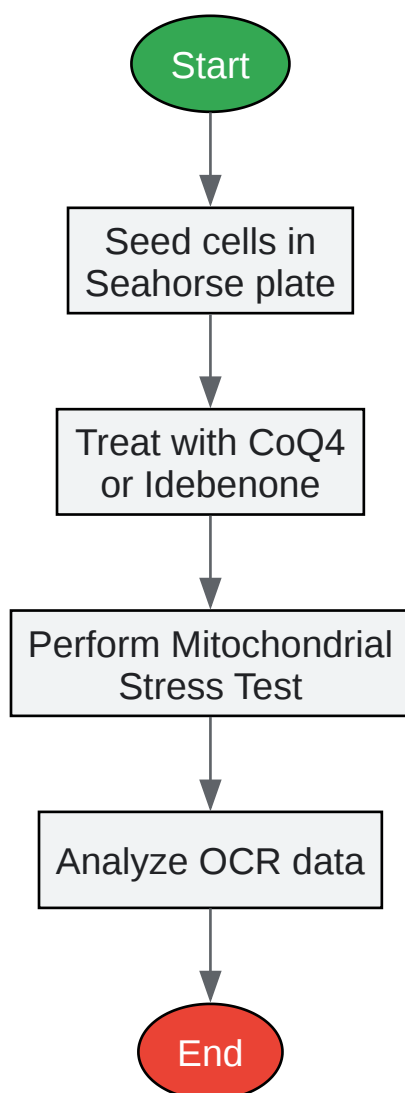 Start
Seed cells in
Seahorse plate
Treat with CoQ4
or Idebenone
Perform Mitochondrial
Stress Test
Analyze OCR data
End